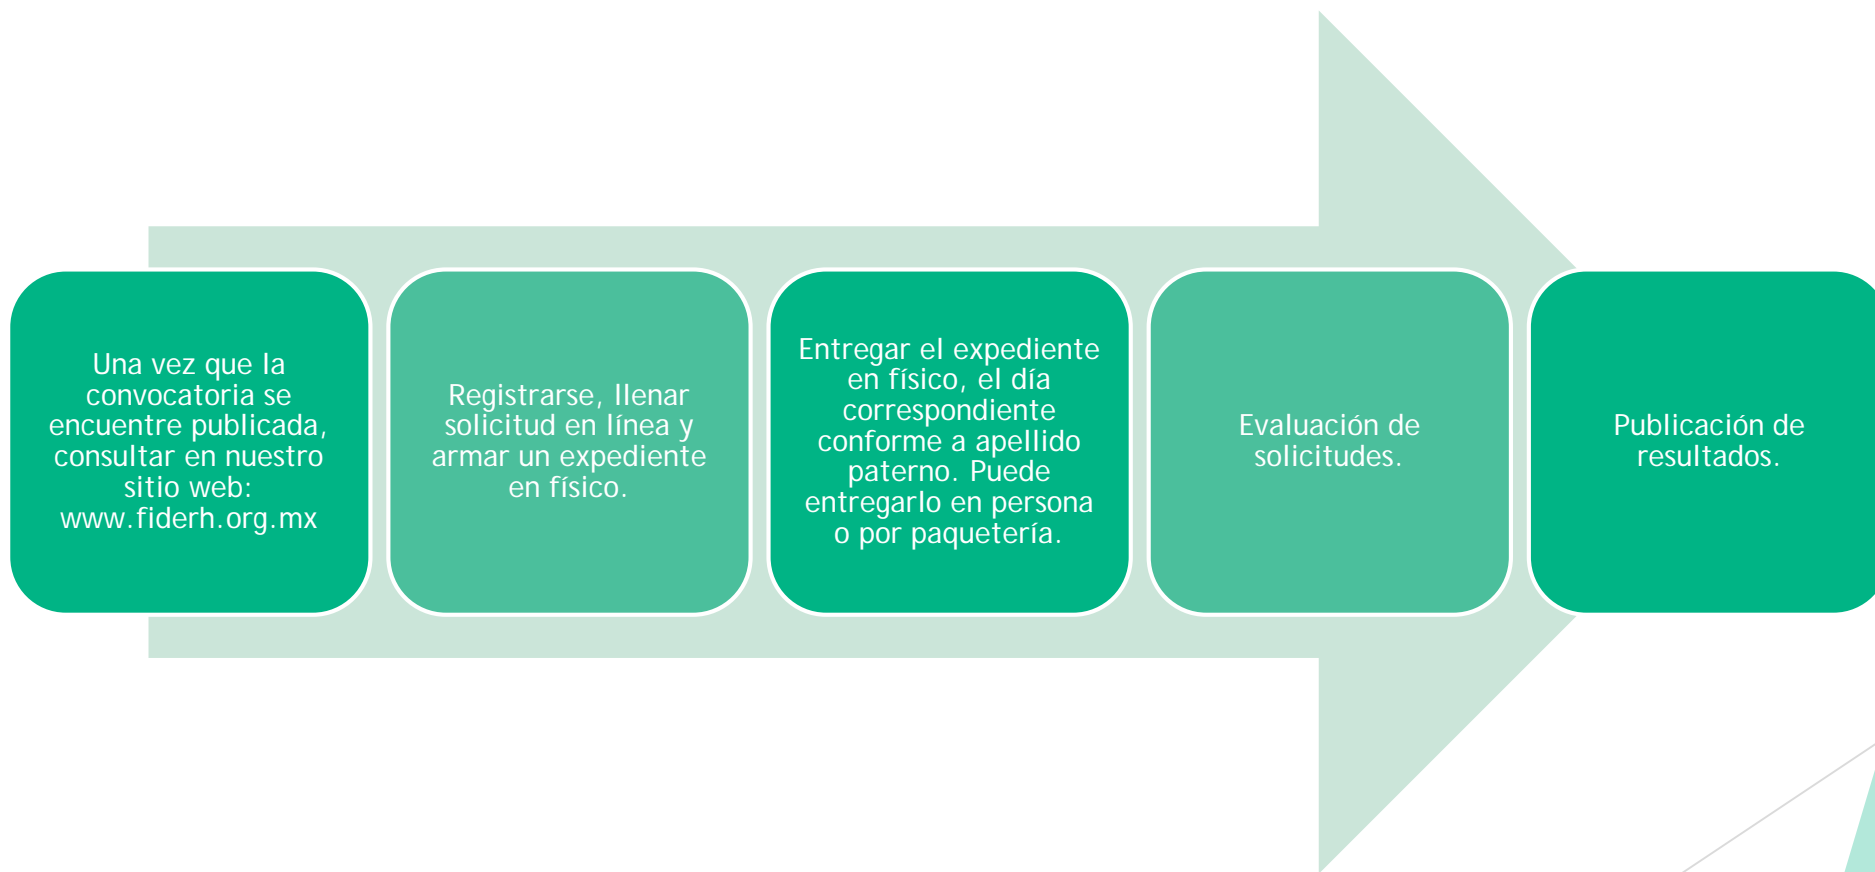 Una vez que la
convocatoria se
encuentre publicada,
consultar en nuestro
sitio web:
www.fiderh.org.mx
Registrarse, llenar
solicitud en línea y
armar un expediente
en físico.
Entregar el expediente
en físico, el día
correspondiente
conforme a apellido
paterno. Puede
entregarlo en persona
o por paquetería.
Evaluación de
solicitudes.
Publicación de
resultados.